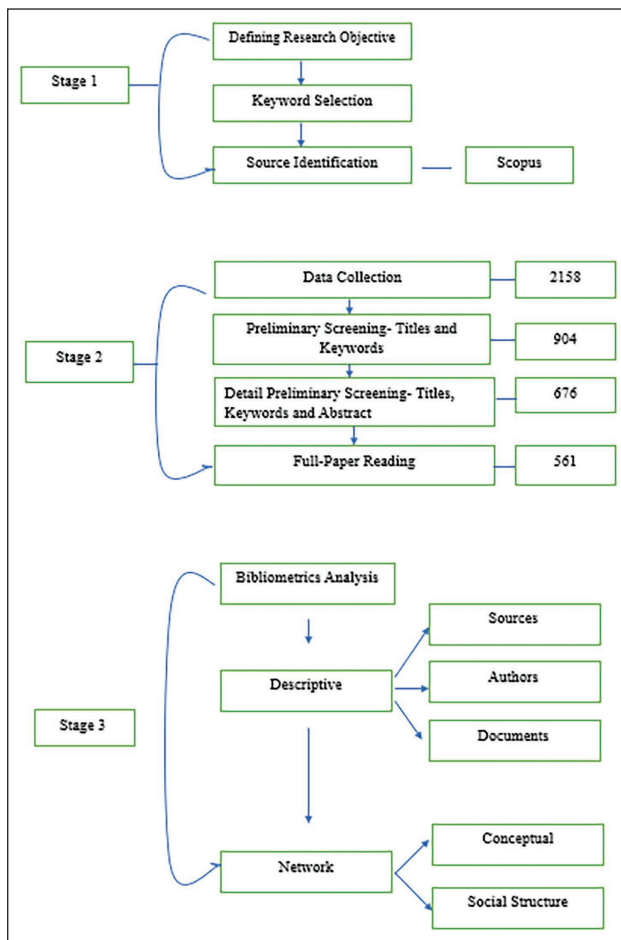 Defining Research Objective
Stage 1
Keyword Selection
Source Identification
Scopus
Data Collection
2158
Preliminary Screening- Titles and
Keywords
904
Stage 2
Detail Preliminary Screening- Titles,
Keywords and Abstract
676
Full-Paper Reading
561
Bibliometrics Analysis
Sources
Descriptive
Authors
Stage 3
Documents
Conceptual
Network
Social Structure